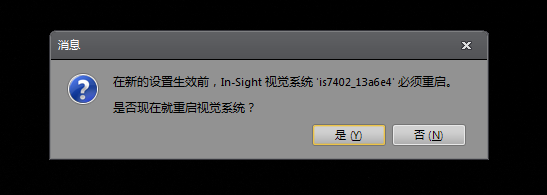 消息
在新的设置生效前，In-Sight 视觉系统 'is7402_13a6e4' 必须重启。
是否现在就重启视觉系统？
是 (Y)
否 (N)